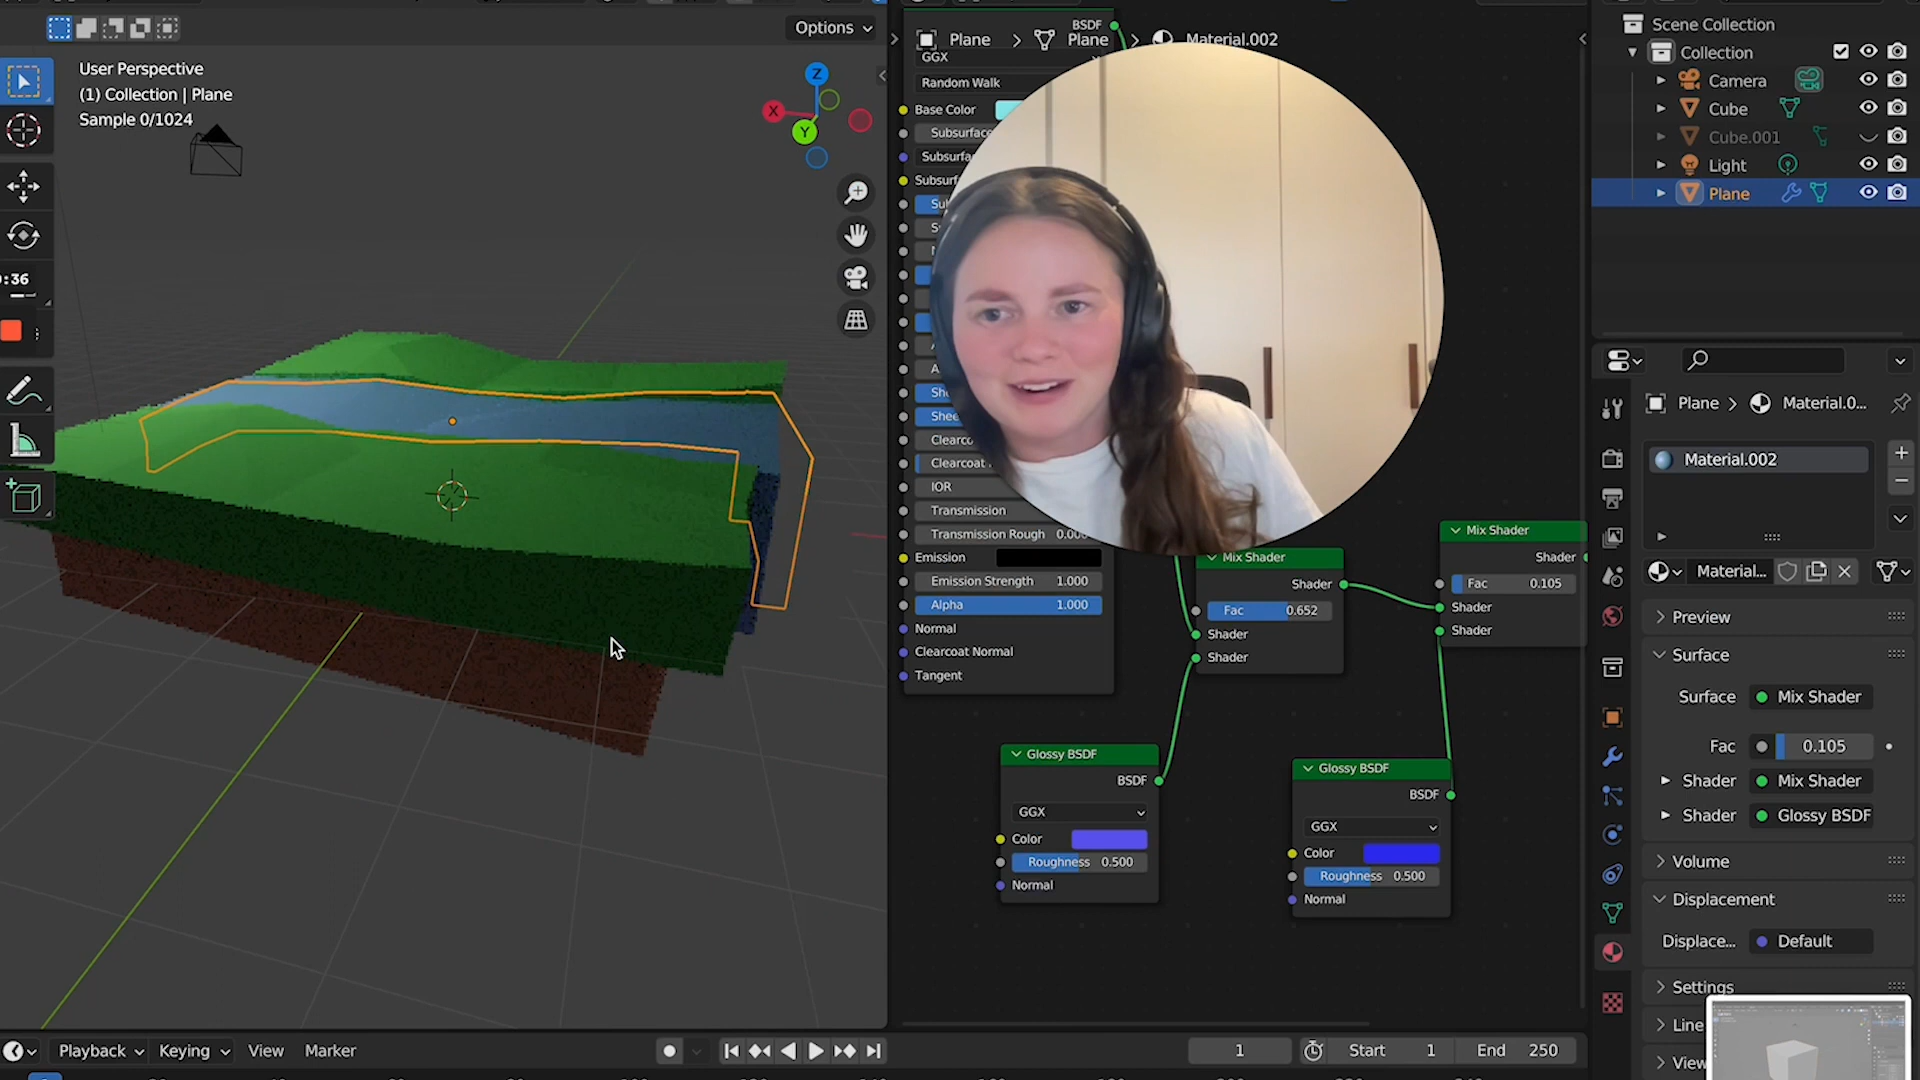 Options
User Perspective
(1) Collection | Plane
Sample 0/1024
Z
X
Y
:36
BSDF
Plane > Plane > Material.002
GGX
Random Walk
Base Color
Subsurface
Transmission
IOR
Transmission Rough 0.000
Emission
Emission Strength 1.000
Alpha 1.000
Normal
Clearcoat Normal
Tangent
Mix Shader
Shader
Fac 0.652
Shader
Shader
Mix Shader
Shader
Fac 0.105
Shader
Shader
Glossy BSDF
BSDF
GGX
Color
Roughness 0.500
Normal
Glossy BSDF
BSDF
GGX
Color
Roughness 0.500
Normal
Scene Collection
Collection
Camera
Cube
Cube.001
Light
Plane
Plane > Material.0...
Material.002
Material...
Preview
Surface
Surface Mix Shader
Fac 0.105
Shader Mix Shader
Shader Glossy BSDF
Volume
Displacement
Displace... Default
Settings
Line
View
Playback Keying View Marker
1 Start 1 End 250